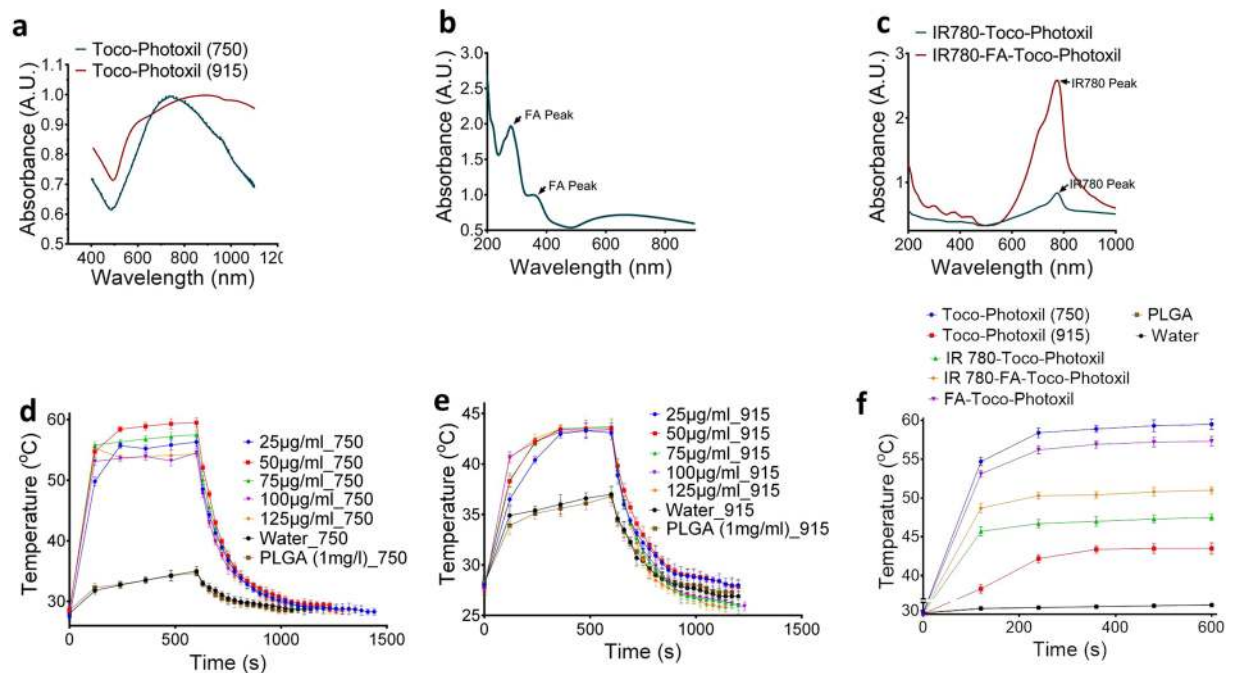 a
Toco-Photoxil (750)
Toco-Photoxil (915)
Absorbance (A.U.)
1.1
1.0
0.9
0.8
0.7
0.6
0.5
400 600 800 1000 120
Wavelength (nm)
b
Absorbance (A.U.)
3.0
2.5
2.0
1.5
1.0
0.5
FA Peak
FA Peak
200 400 600 800
Wavelength (nm)
c
IR780-Toco-Photoxil
IR780-FA-Toco-Photoxil
Absorbance (A.U.)
3
2
1
IR780 Peak
IR780 Peak
200 400 600 800 1000
Wavelength (nm)
d
Temperature (ºC)
60
50
40
30
25µg/ml_750
50µg/ml_750
75µg/ml_750
100µg/ml_750
125µg/ml_750
Water_750
PLGA (1mg/l)_750
0 500 1000 1500
Time (s)
e
Temperature (ºC)
45
40
35
30
25
25µg/ml_915
50µg/ml_915
75µg/ml_915
100µg/ml_915
125µg/ml_915
Water_915
PLGA (1mg/ml)_915
0 500 1000 1500
Time (s)
Toco-Photoxil (750)
Toco-Photoxil (915)
IR 780-Toco-Photoxil
IR 780-FA-Toco-Photoxil
FA-Toco-Photoxil
PLGA
Water
f
Temperature (ºC)
60
55
50
45
40
30
0 200 400 600
Time (s)